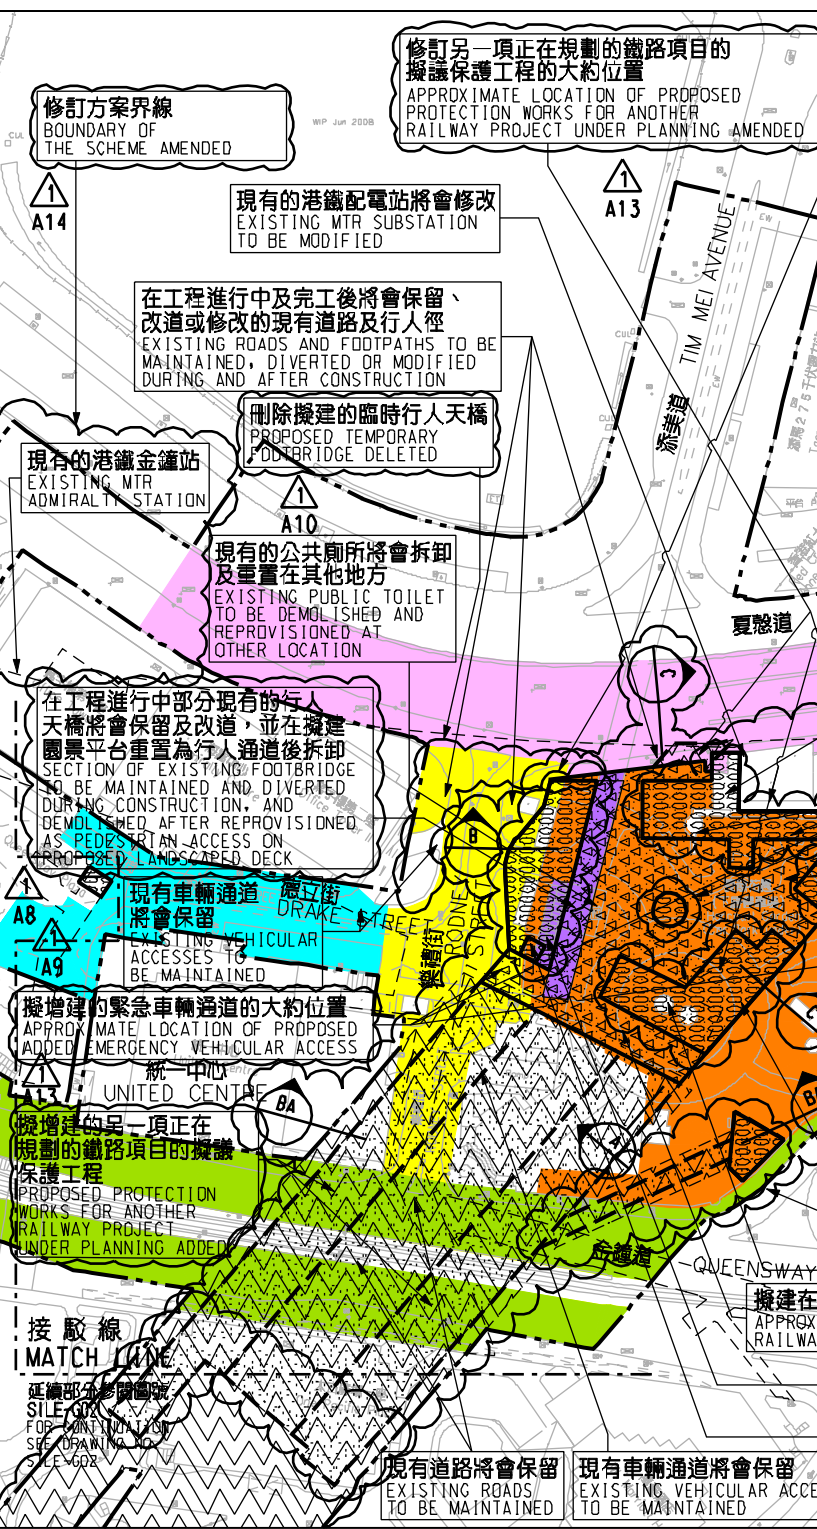 修訂另一項正在規劃的鐵路項目的
擬議保護工程的大約位置
APPROXIMATE LOCATION OF PROPOSED
PROTECTION WORKS FOR ANOTHER
RAILWAY PROJECT UNDER PLANNING AMENDED
1
A13
修訂方案界線
BOUNDARY OF
THE SCHEME AMENDED
1
A14
WIP Jun 2008
CUL
現有的港鐵配電站將會修改
EXISTING MTR SUBSTATION
TO BE MODIFIED
EW
添美道 TIM MEI AVENUE
在工程進行中及完工後將會保留、
改道或修改的現有道路及行人徑
EXISTING ROADS AND FOOTPATHS TO BE
MAINTAINED, DIVERTED OR MODIFIED
DURING AND AFTER CONSTRUCTION
CUL
EW
刪除擬建的臨時行人天橋
PROPOSED TEMPORARY
FOOTBRIDGE DELETED
1
A10
現有的港鐵金鐘站
EXISTING MTR
ADMIRALTY STATION
現有的公共廁所將會拆卸
及重置在其他地方
EXISTING PUBLIC TOILET
TO BE DEMOLISHED AND
REPROVISIONED AT
OTHER LOCATION
夏慤道
C
在工程進行中部分現有的行人
天橋將會保留及改道，並在擬建
園景平台重置為行人通道後拆卸
SECTION OF EXISTING FOOTBRIDGE
TO BE MAINTAINED AND DIVERTED
DURING CONSTRUCTION, AND
DEMOLISHED AFTER REPROVISIONED
AS PEDESTRIAN ACCESS ON
PROPOSED LANDSCAPED DECK
B
1
A8
1
A9
現有車輛通道
將會保留
EXISTING VEHICULAR
ACCESSES TO
BE MAINTAINED
德立街
DRAKE STREET
樂禮街
RODNEY STREET
擬增建的緊急車輛通道的大約位置
APPROXIMATE LOCATION OF PROPOSED
ADDED EMERGENCY VEHICULAR ACCESS
1
A13
統一中心
UNITED CENTRE
BA
A
擬增建的另一項正在
規劃的鐵路項目的擬議
保護工程
PROPOSED PROTECTION
WORKS FOR ANOTHER
RAILWAY PROJECT
UNDER PLANNING ADDED
金鐘道
QUEENSWAY
擬建在
APPROX
RAILWA
接駁線
MATCH LINE
延續部分參閱圖號
SILE-G02
FOR CONTINUATION
SEE DRAWING NO.
SILE-G02
現有道路將會保留
EXISTING ROADS
TO BE MAINTAINED
現有車輛通道將會保留
EXISTING VEHICULAR ACCE
TO BE MAINTAINED